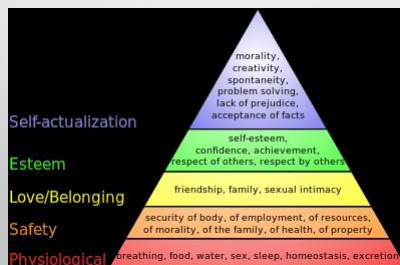 morality,
creativity,
spontaneity,
problem solving,
lack of prejudice,
acceptance of facts
Self-actualization
self-esteem,
confidence, achievement,
respect of others, respect by others
Esteem
friendship, family, sexual intimacy
Love/Belonging
security of body, of employment, of resources,
of morality, of the family, of health, of property
Safety
breathing, food, water, sex, sleep, homeostasis, excretion
Physiological